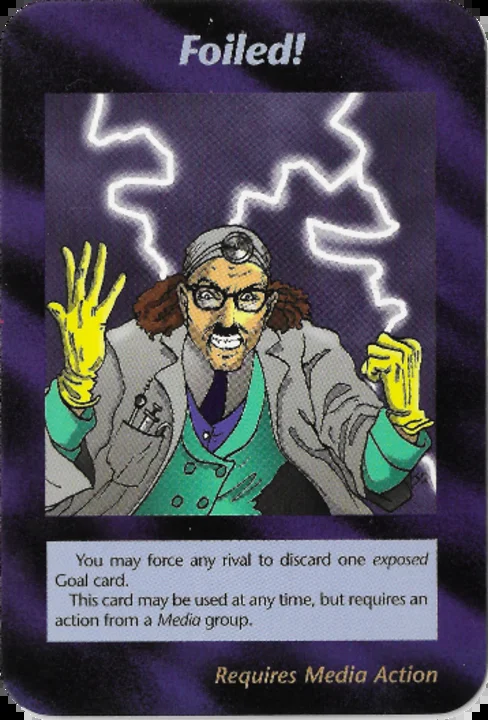 Foiled!
You may force any rival to discard one exposed
Goal card.
This card may be used at any time, but requires an
action from a Media group.
Requires Media Action